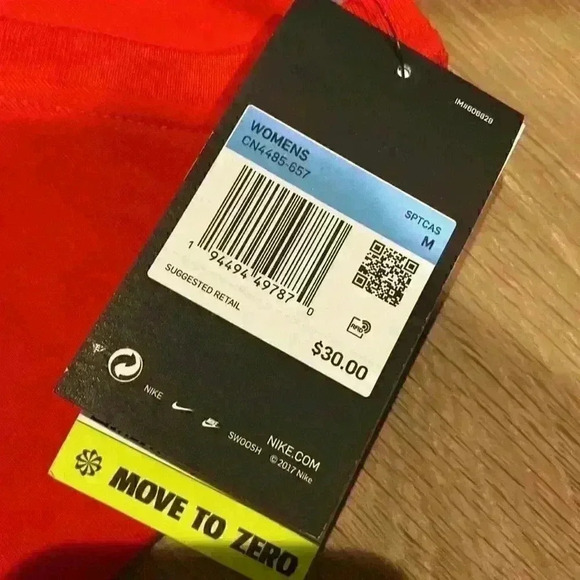 IM#608820
WOMENS
CN4485-657
SPTCAS
M
1 94494 49787 0
SUGGESTED RETAIL
RFID
$30.00
NIKE
SWOOSH
NIKE.COM
© 2017 Nike
MOVE TO ZERO